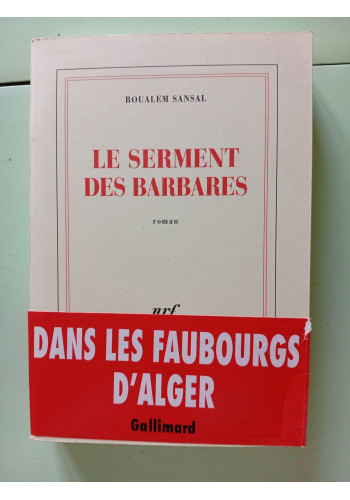 BOUALEM SANSAL
LE SERMENT
DES BARBARES
roman
nrf
DANS LES FAUBOURGS
D'ALGER
Gallimard